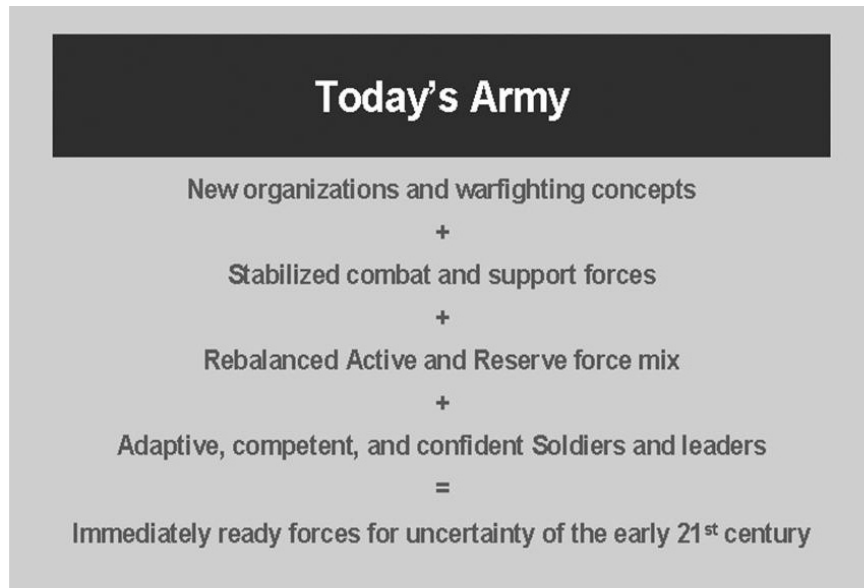 Today’s Army
New organizations and warfighting concepts
+
Stabilized combat and support forces
+
Rebalanced Active and Reserve force mix
+
Adaptive, competent, and confident Soldiers and leaders
=
Immediately ready forces for uncertainty of the early 21st century